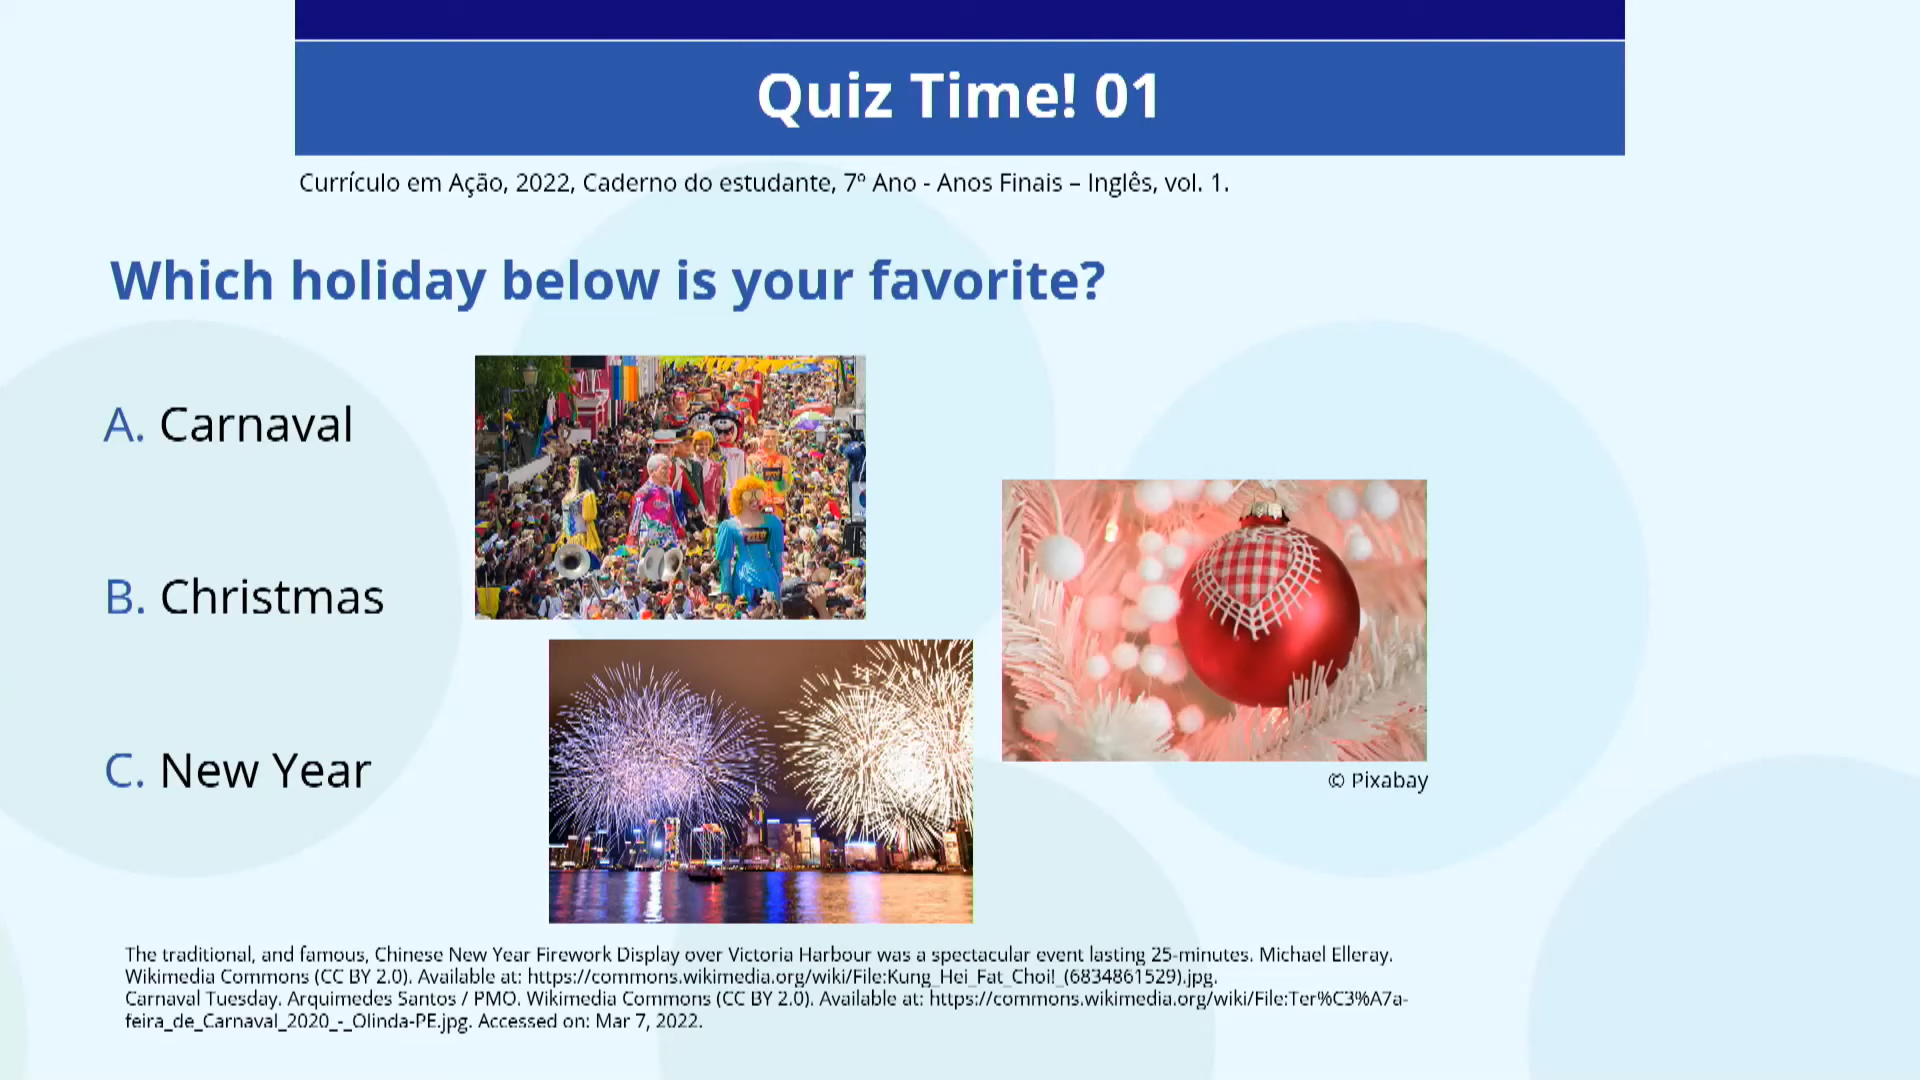 Quiz Time! 01
Currículo em Ação, 2022, Caderno do estudante, 7º Ano - Anos Finais – Inglês, vol. 1.
Which holiday below is your favorite?
A. Carnaval
B. Christmas
C. New Year
© Pixabay
The traditional, and famous, Chinese New Year Firework Display over Victoria Harbour was a spectacular event lasting 25-minutes. Michael Elleray.
Wikimedia Commons (CC BY 2.0). Available at: https://commons.wikimedia.org/wiki/File:Kung_Hei_Fat_Choi!_(6834861529).jpg.
Carnaval Tuesday. Arquimedes Santos / PMO. Wikimedia Commons (CC BY 2.0). Available at: https://commons.wikimedia.org/wiki/File:Ter%C3%A7a-
feira_de_Carnaval_2020_-_Olinda-PE.jpg. Accessed on: Mar 7, 2022.